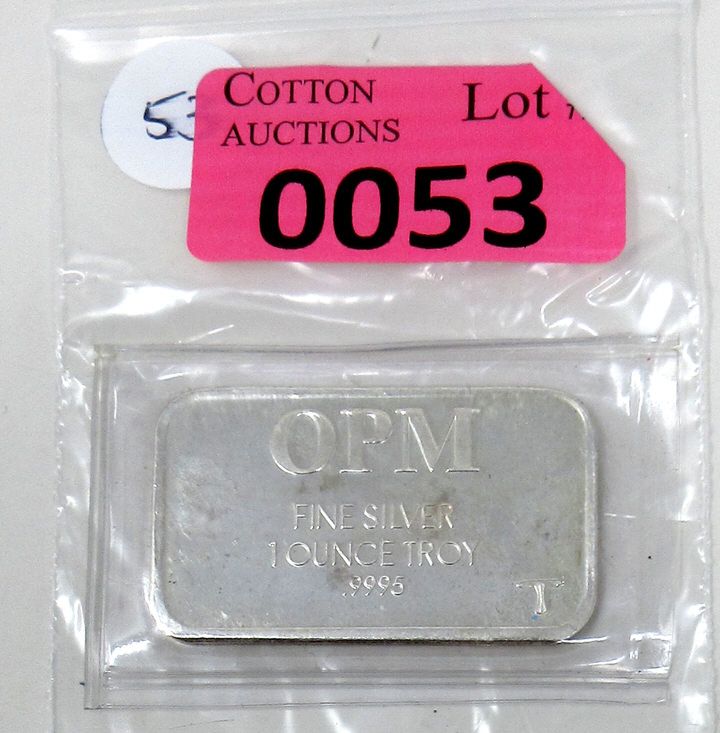 53
COTTON AUCTIONS
Lot
0053
OPM
FINE SILVER
1 OUNCE TROY
.9995
T